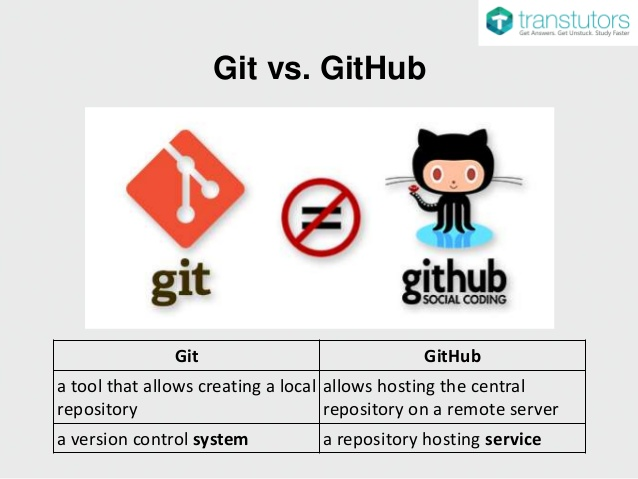 transtutors
Get Answers. Get Unstuck. Study Faster
Git vs. GitHub
git
=
github
SOCIAL CODING
Git GitHub
a tool that allows creating a local allows hosting the central
repository repository on a remote server
a version control system a repository hosting service